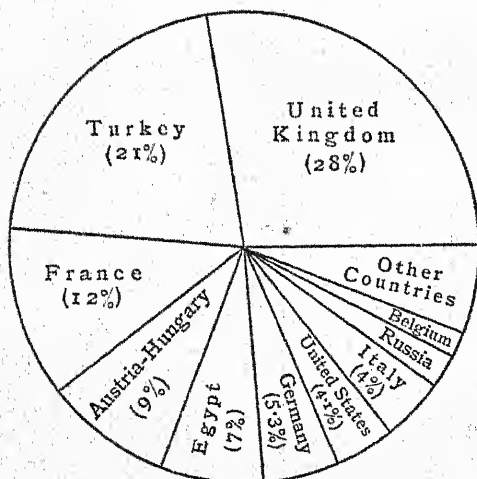 United
Kingdom
(28%)
Turkey
(21%)
France
(12%)
Austria-Hungary
(9%)
Egypt
(7%)
Germany
(5·3%)
United States
(4·1%)
Italy
(4%)
Russia
Belgium
Other
Countries